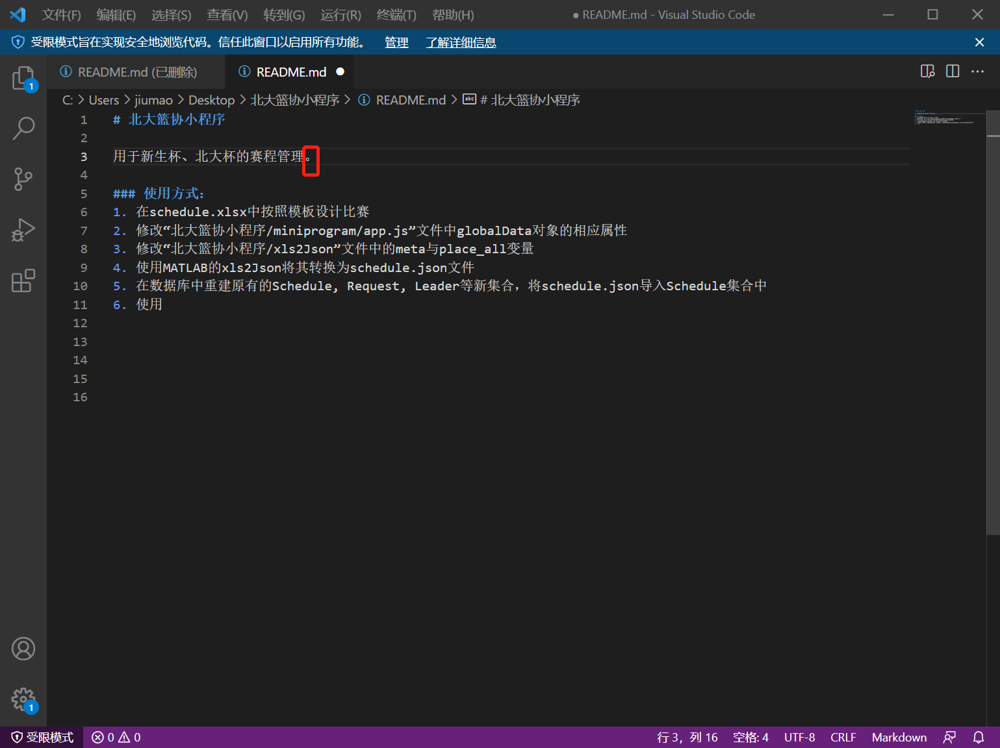 文件(F) 编辑(E) 选择(S) 查看(V) 转到(G) 运行(R) 终端(T) 帮助(H) ● README.md - Visual Studio Code
受限模式旨在实现安全地浏览代码。信任此窗口以启用所有功能。 管理 了解详细信息
README.md (已删除) README.md
1
C: > Users > jiumao > Desktop > 北大篮协小程序 > README.md > # 北大篮协小程序
1 # 北大篮协小程序
2
3 用于新生杯、北大杯的赛程管理。
4
5 ### 使用方式：
6 1. 在schedule.xlsx中按照模板设计比赛
7 2. 修改“北大篮协小程序/miniprogram/app.js”文件中globalData对象的相应属性
8 3. 修改“北大篮协小程序/xls2Json”文件中的meta与place_all变量
9 4. 使用MATLAB的xls2Json将其转换为schedule.json文件
10 5. 在数据库中重建原有的Schedule, Request, Leader等新集合，将schedule.json导入Schedule集合中
11 6. 使用
12
13
14
15
16
1
受限模式 0 0 行 3，列 16 空格: 4 UTF-8 CRLF Markdown